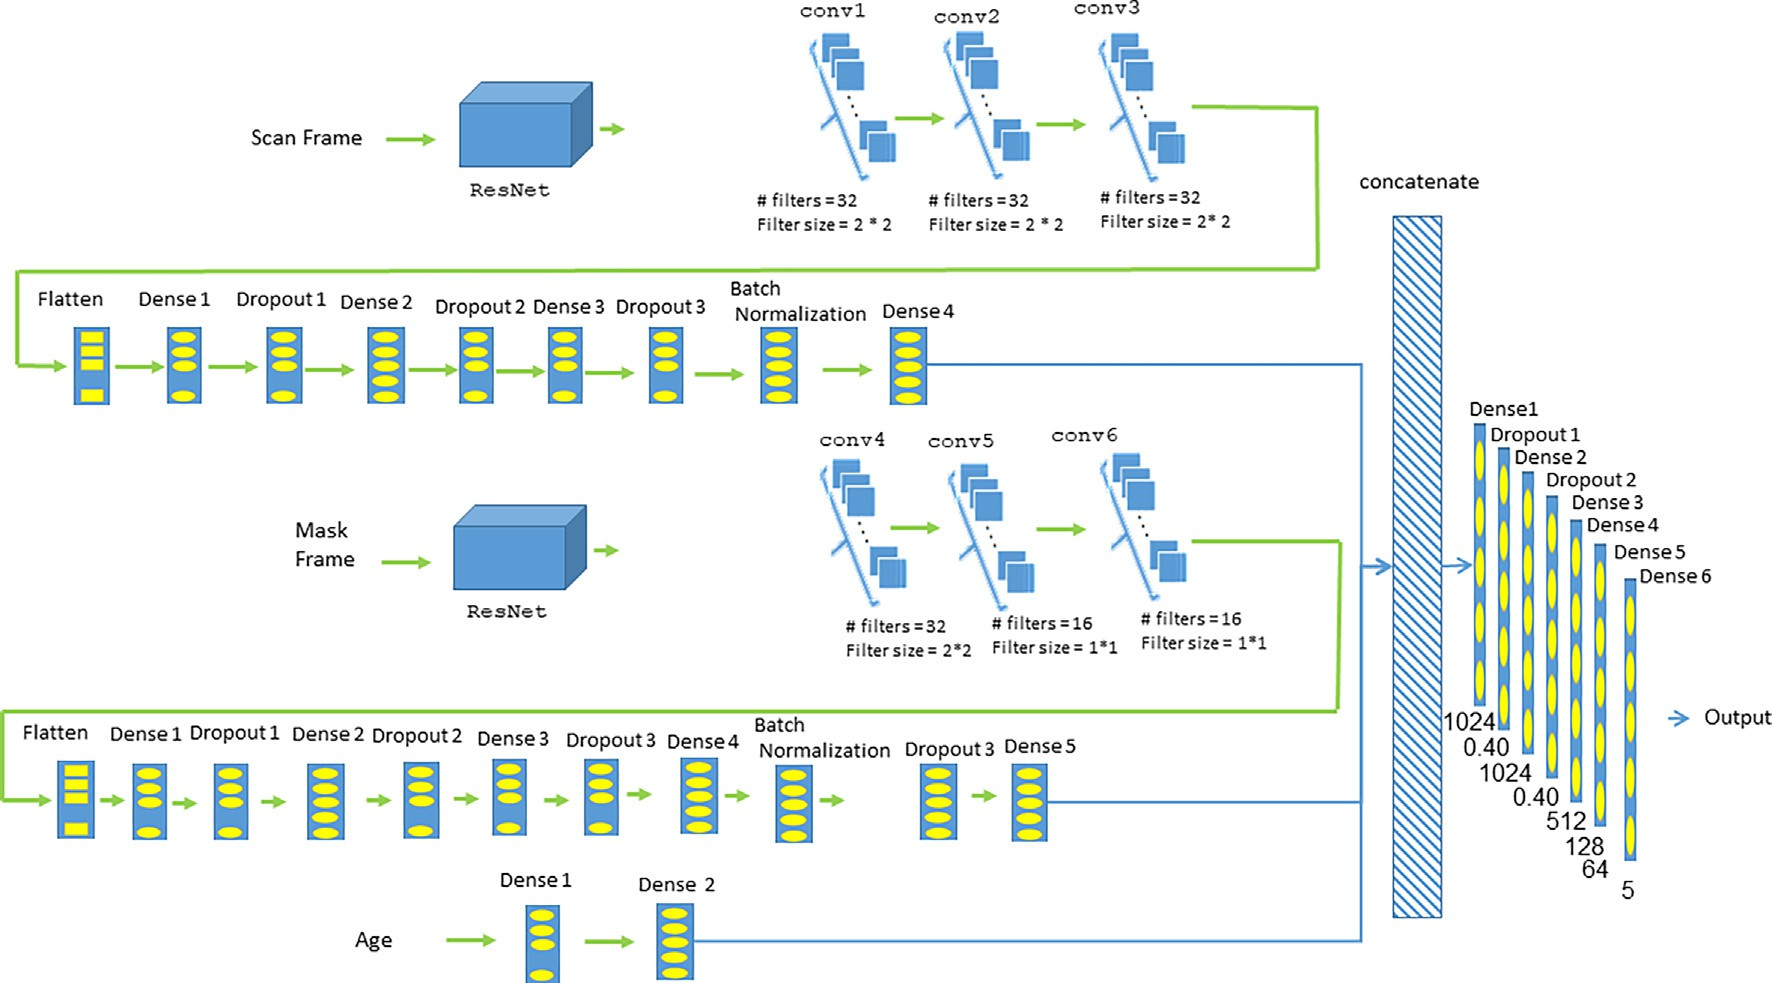 conv1
conv2
conv3
Scan Frame
ResNet
# filters = 32
Filter size = 2 * 2
# filters = 32
Filter size = 2 * 2
# filters = 32
Filter size = 2* 2
concatenate
Flatten
Dense 1
Dropout 1
Dense 2
Dropout 2
Dense 3
Dropout 3
Batch
Normalization
Dense 4
conv4
conv5
conv6
Mask
Frame
ResNet
# filters = 32
Filter size = 2*2
# filters = 16
Filter size = 1*1
# filters = 16
Filter size = 1*1
Flatten
Dense 1
Dropout 1
Dense 2
Dropout 2
Dense 3
Dropout 3
Dense 4
Batch
Normalization
Dropout 3
Dense 5
Age
Dense 1
Dense 2
Dense1
Dropout 1
Dense 2
Dropout 2
Dense 3
Dense 4
Dense 5
Dense 6
1024
0.40
1024
0.40
512
128
64
5
Output